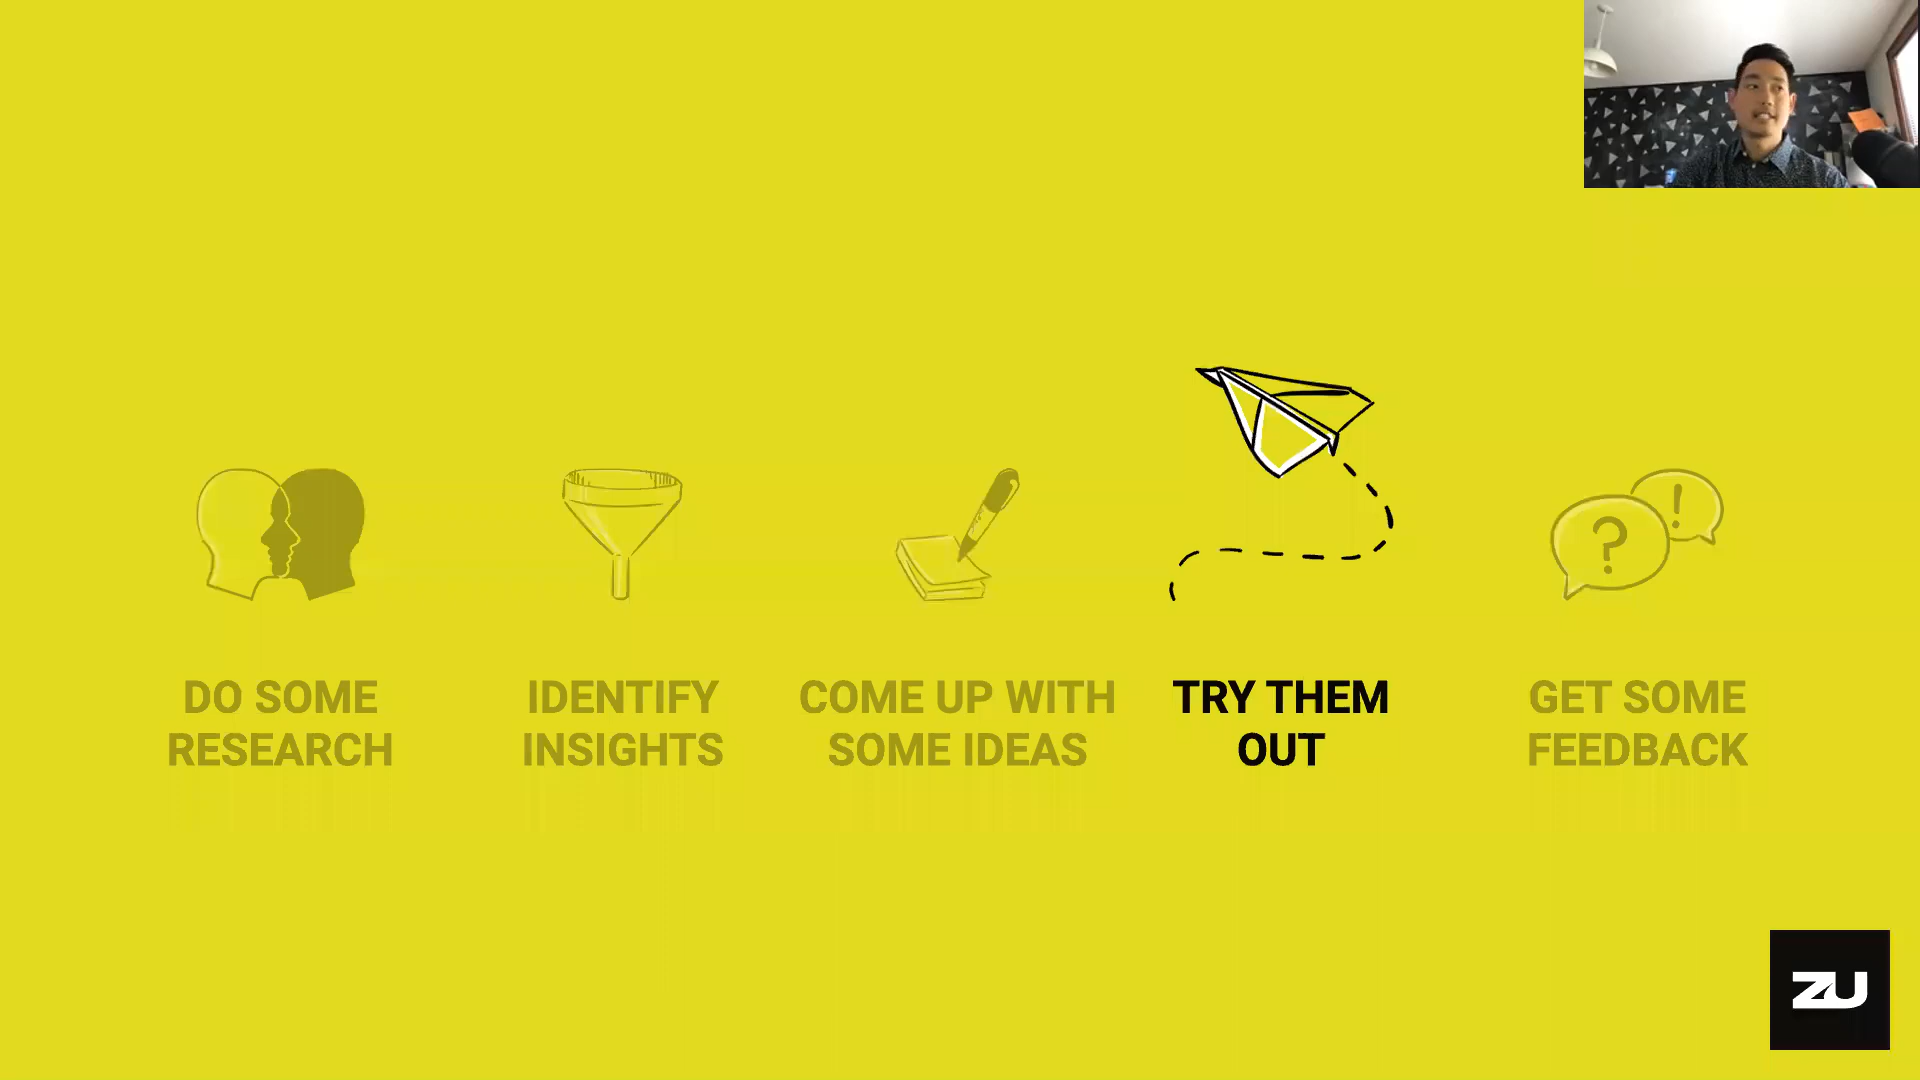 DO SOME
RESEARCH
IDENTIFY
INSIGHTS
COME UP WITH
SOME IDEAS
TRY THEM
OUT
?
!
GET SOME
FEEDBACK
ZU